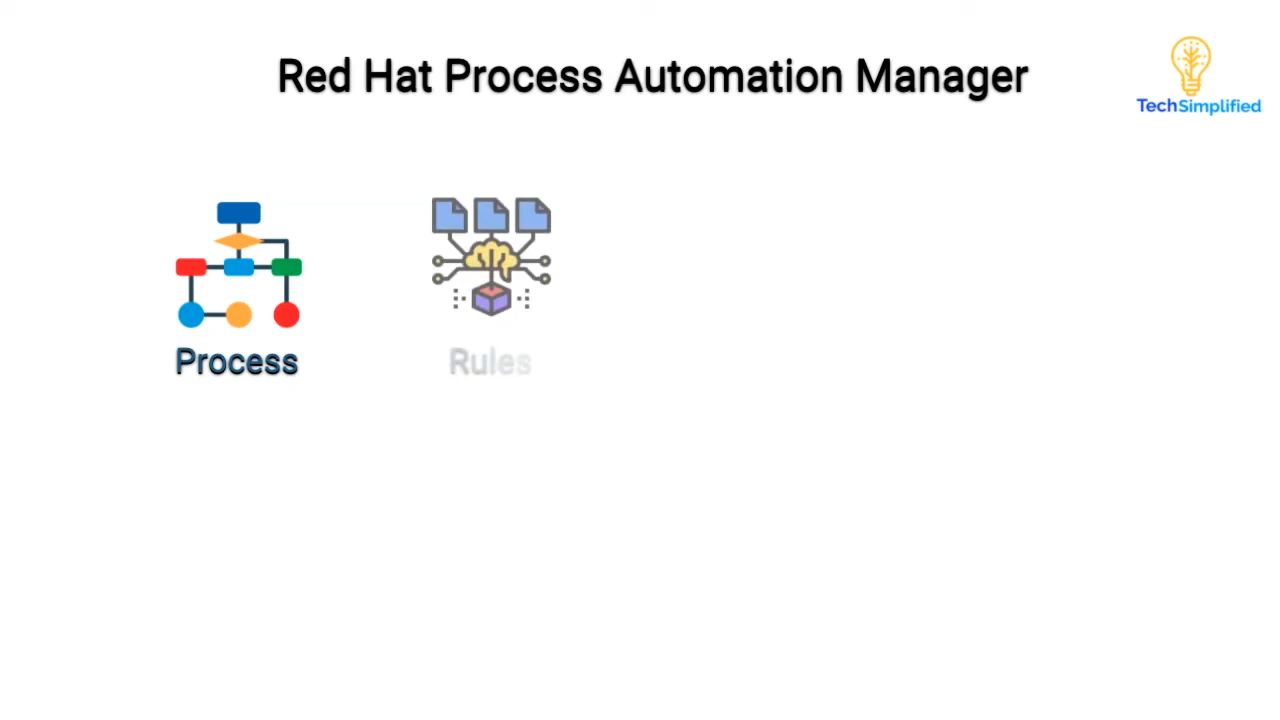 Red Hat Process Automation Manager
TechSimplified
Process
Rules